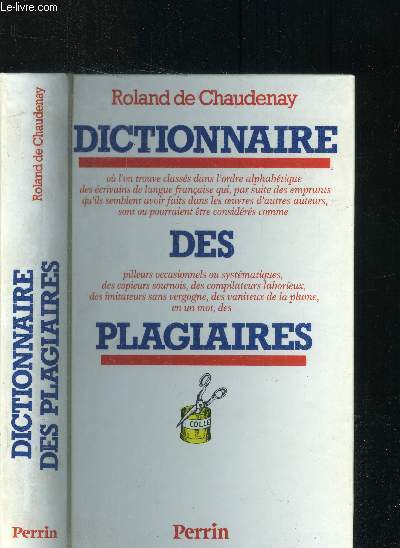 © Le-Livre.com
Roland de Chaudenay
DICTIONNAIRE
où l'on trouve classés dans l'ordre alphabétique
des écrivains de langue française qui, par suite des emprunts
qu'ils semblent avoir faits dans les œuvres d'autres auteurs,
sont ou pourraient être considérés comme
DES
pilleurs occasionnels ou systématiques,
des copieurs sournois, des compilateurs laborieux,
des imitateurs sans vergogne, des vaniteux de la plume,
en un mot, des
PLAGIAIRES
COLLE
Perrin
Roland de Chaudenay
DICTIONNAIRE
DES PLAGIAIRES
Perrin